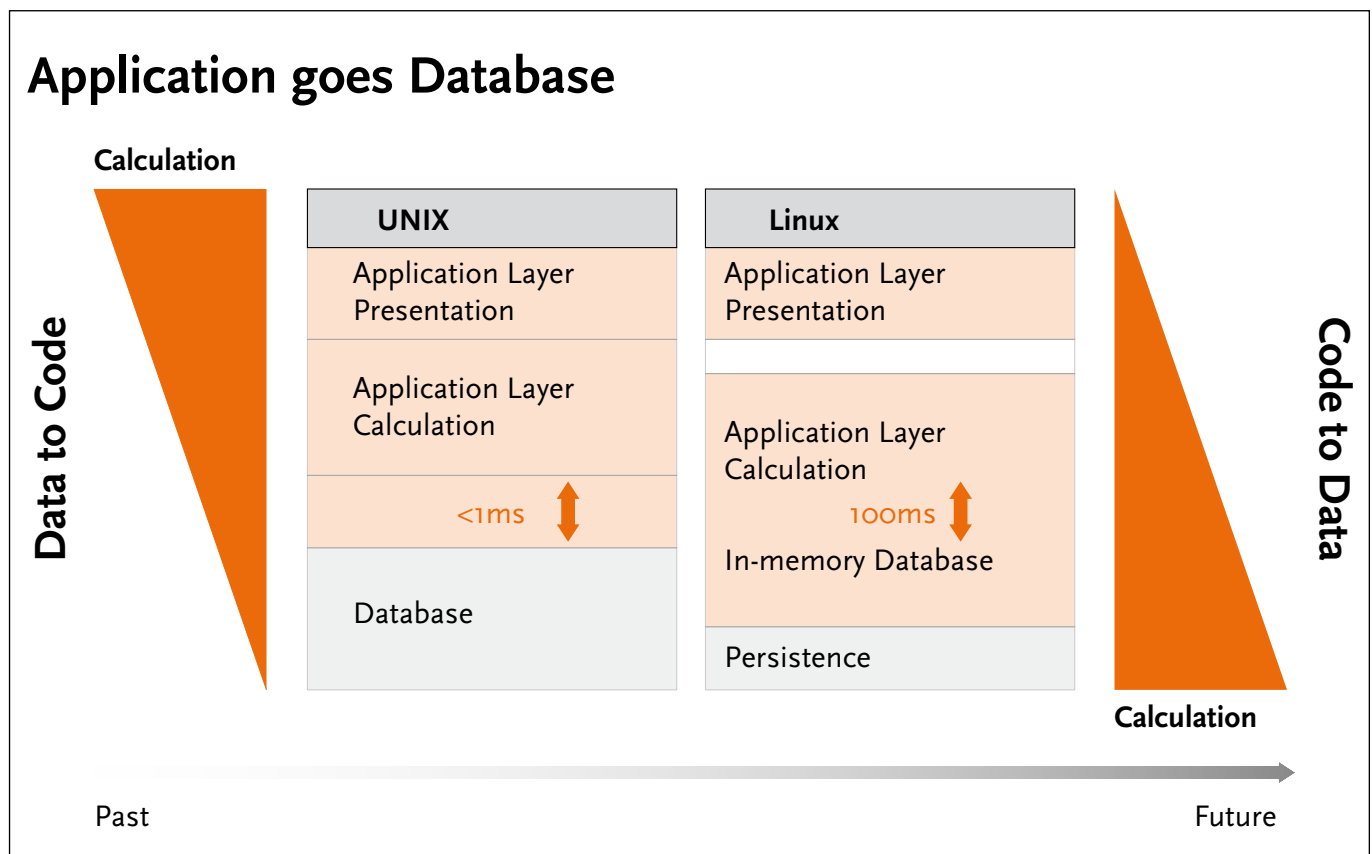 Application goes Database
Calculation
Data to Code
UNIX
Application Layer
Presentation
Application Layer
Calculation
<1ms
Database
Linux
Application Layer
Presentation
Application Layer
Calculation
100ms
In-memory Database
Persistence
Code to Data
Calculation
Past
Future